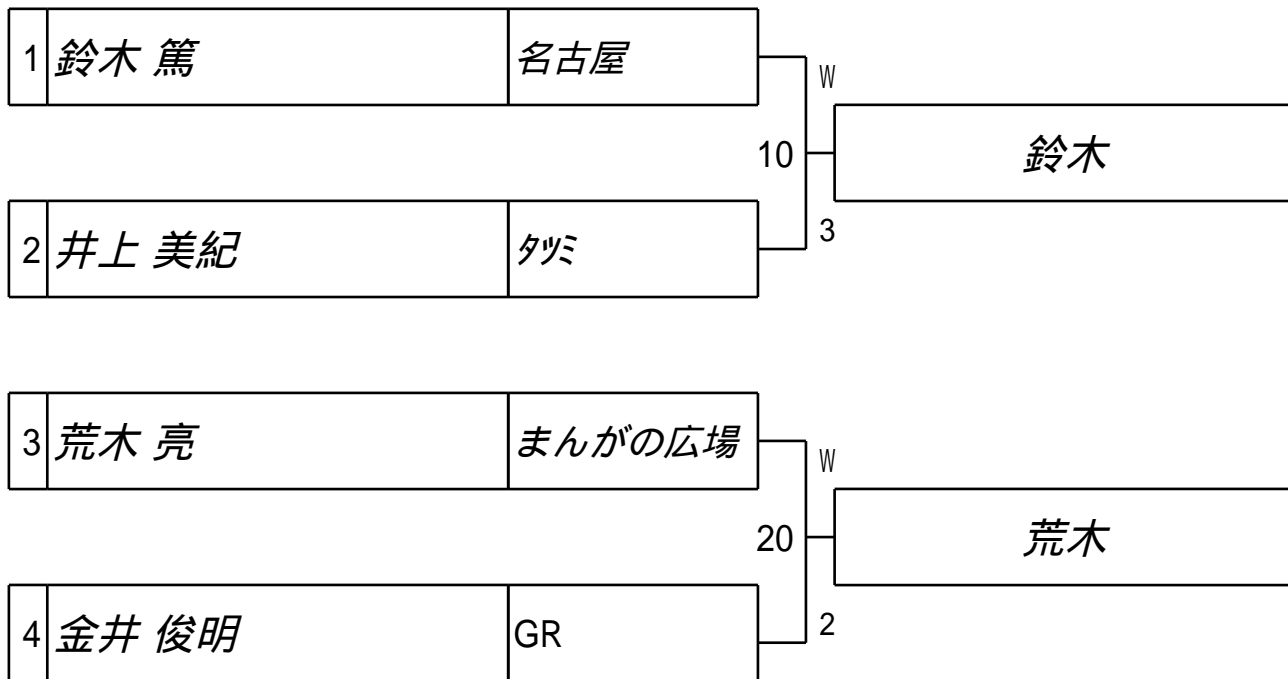 1 鈴木 篤 名古屋
W
10 鈴木
3
2 井上 美紀 ﾀﾂﾐ
3 荒木 亮 まんがの広場
W
20 荒木
2
4 金井 俊明 GR